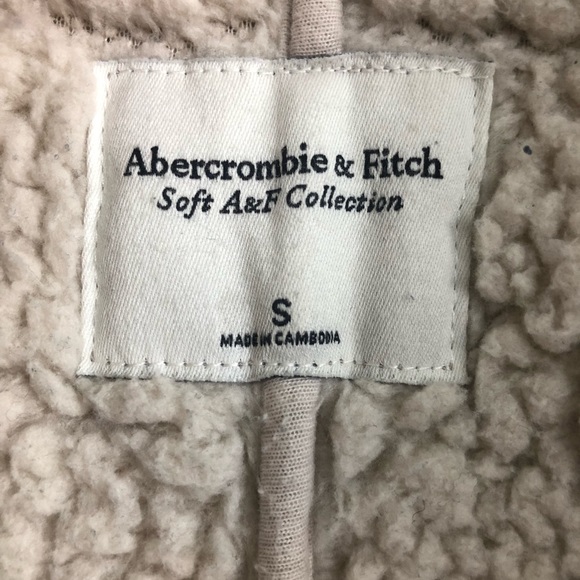 Abercrombie & Fitch
Soft A&F Collection
S
MADE IN CAMBODIA